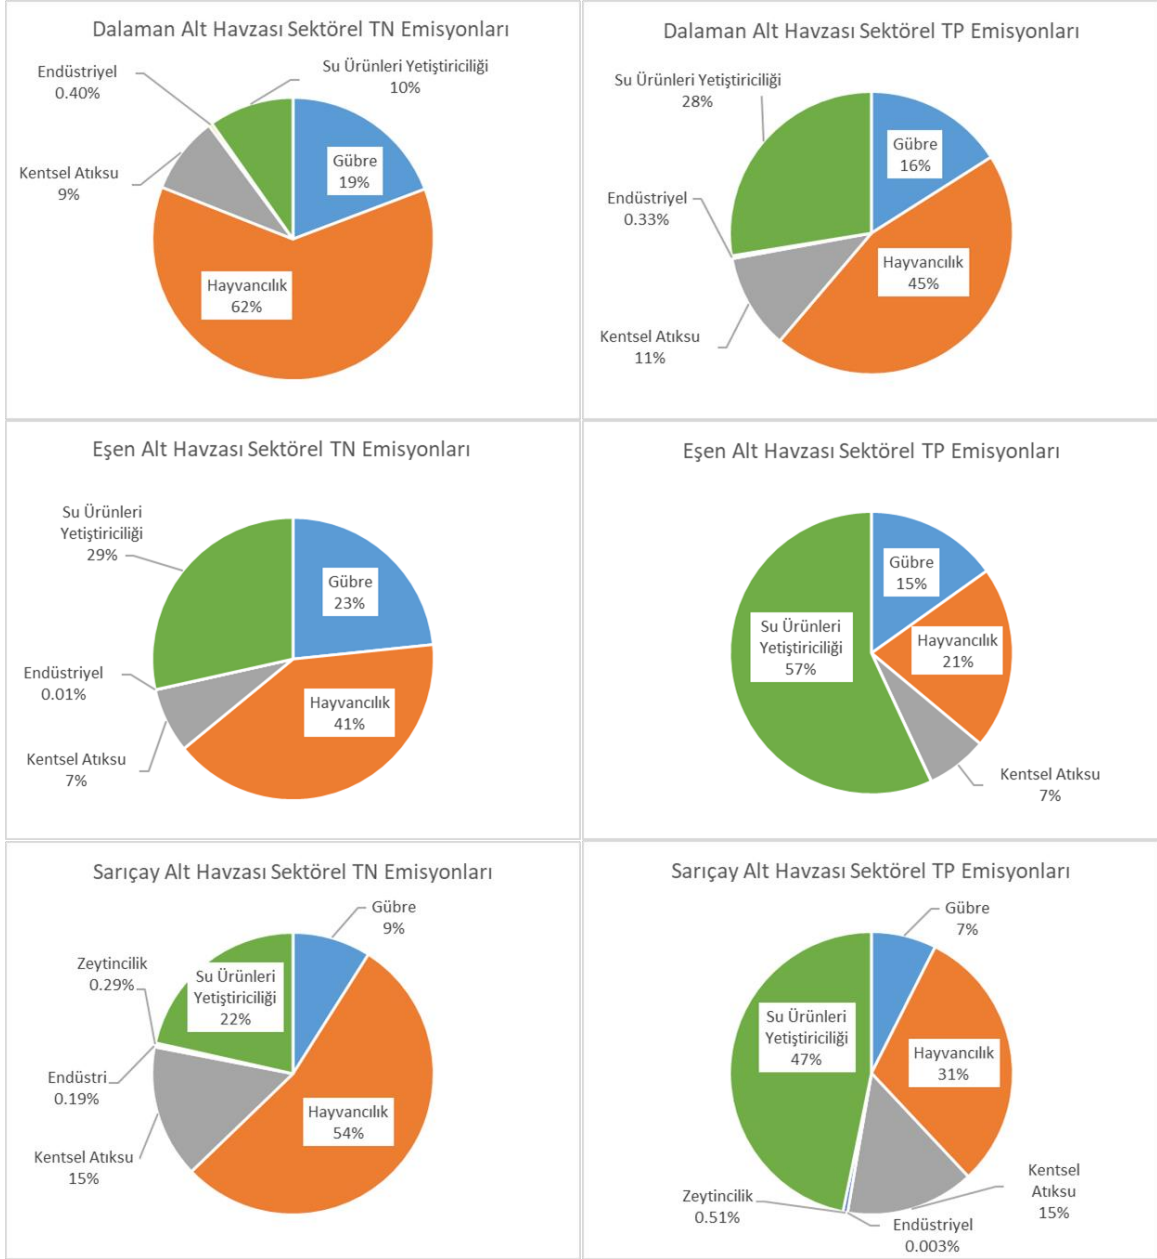 Dalaman Alt Havzası Sektörel TN Emisyonları
Endüstriyel
0.40%
Su Ürünleri Yetiştiriciliği
10%
Kentsel Atıksu
9%
Gübre
19%
Hayvancılık
62%
Dalaman Alt Havzası Sektörel TP Emisyonları
Su Ürünleri Yetiştiriciliği
28%
Gübre
16%
Endüstriyel
0.33%
Hayvancılık
45%
Kentsel Atıksu
11%
Eşen Alt Havzası Sektörel TN Emisyonları
Su Ürünleri
Yetiştiriciliği
29%
Gübre
23%
Endüstriyel
0.01%
Hayvancılık
41%
Kentsel Atıksu
7%
Eşen Alt Havzası Sektörel TP Emisyonları
Gübre
15%
Su Ürünleri
Yetiştiriciliği
57%
Hayvancılık
21%
Kentsel Atıksu
7%
Sarıçay Alt Havzası Sektörel TN Emisyonları
Gübre
9%
Zeytincilik
0.29%
Su Ürünleri
Yetiştiriciliği
22%
Endüstri
0.19%
Hayvancılık
54%
Kentsel Atıksu
15%
Sarıçay Alt Havzası Sektörel TP Emisyonları
Gübre
7%
Su Ürünleri
Yetiştiriciliği
47%
Hayvancılık
31%
Kentsel
Atıksu
15%
Zeytincilik
0.51%
Endüstriyel
0.003%